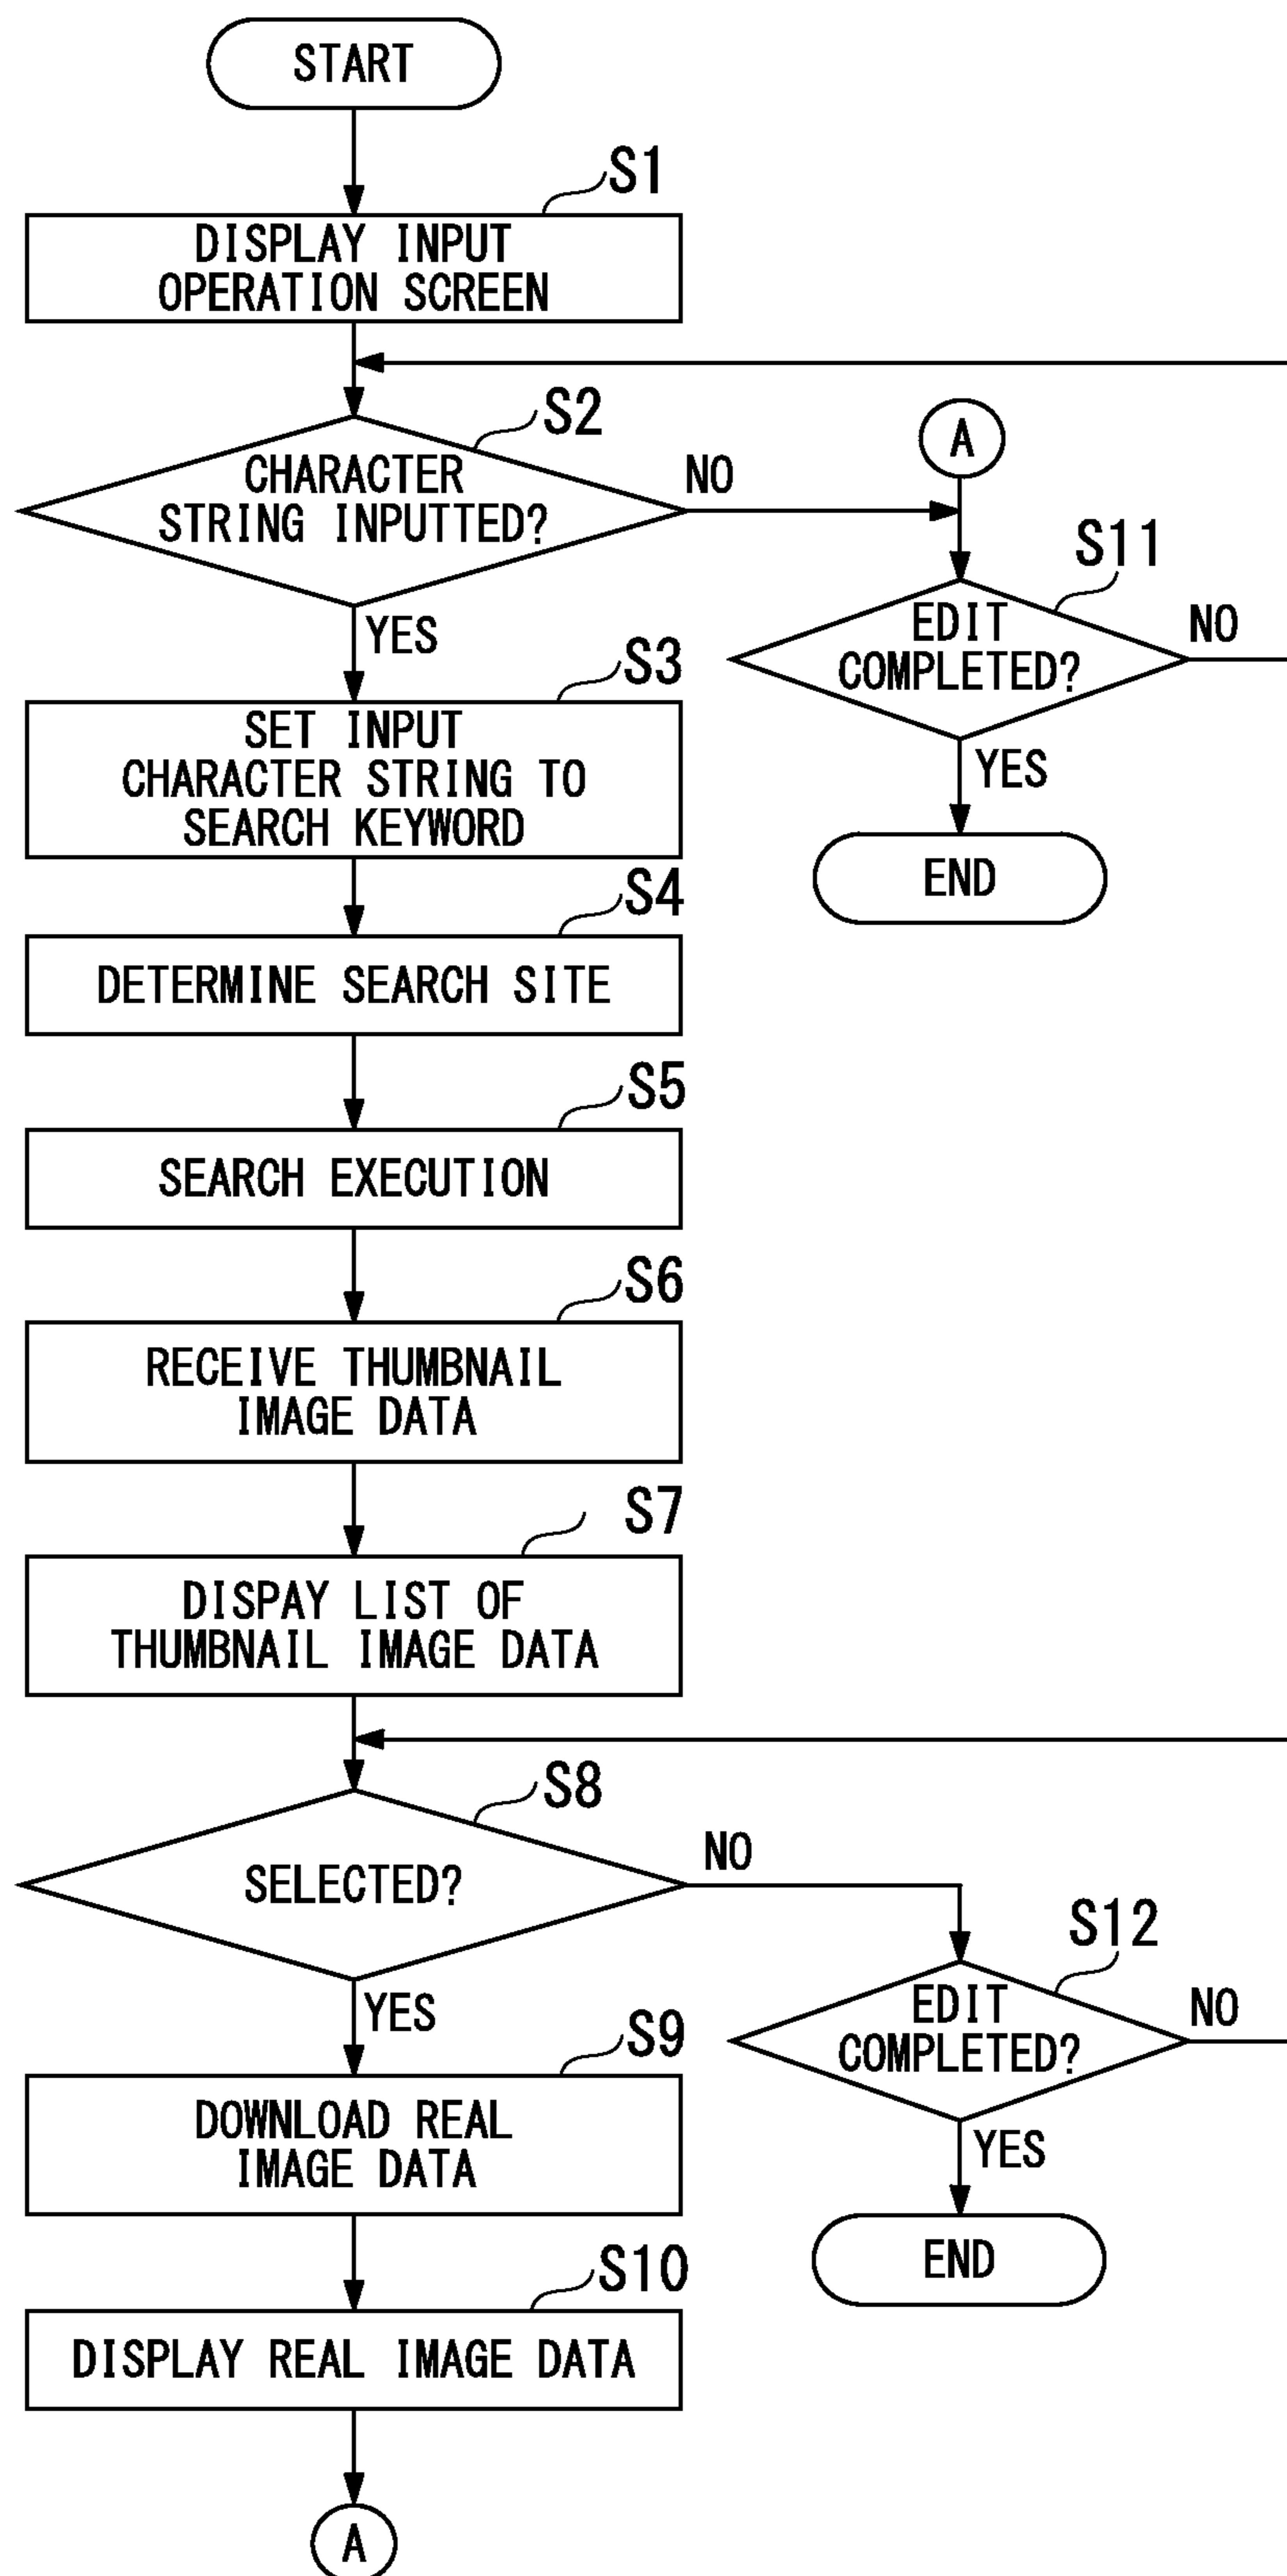 START
S1
DISPLAY INPUT
OPERATION SCREEN
S2
CHARACTER
STRING INPUTTED?
NO
YES
A
S11
EDIT
COMPLETED?
NO
YES
END
S3
SET INPUT
CHARACTER STRING TO
SEARCH KEYWORD
S4
DETERMINE SEARCH SITE
S5
SEARCH EXECUTION
S6
RECEIVE THUMBNAIL
IMAGE DATA
S7
DISPAY LIST OF
THUMBNAIL IMAGE DATA
S8
SELECTED?
NO
YES
S12
EDIT
COMPLETED?
NO
YES
END
S9
DOWNLOAD REAL
IMAGE DATA
S10
DISPLAY REAL IMAGE DATA
A